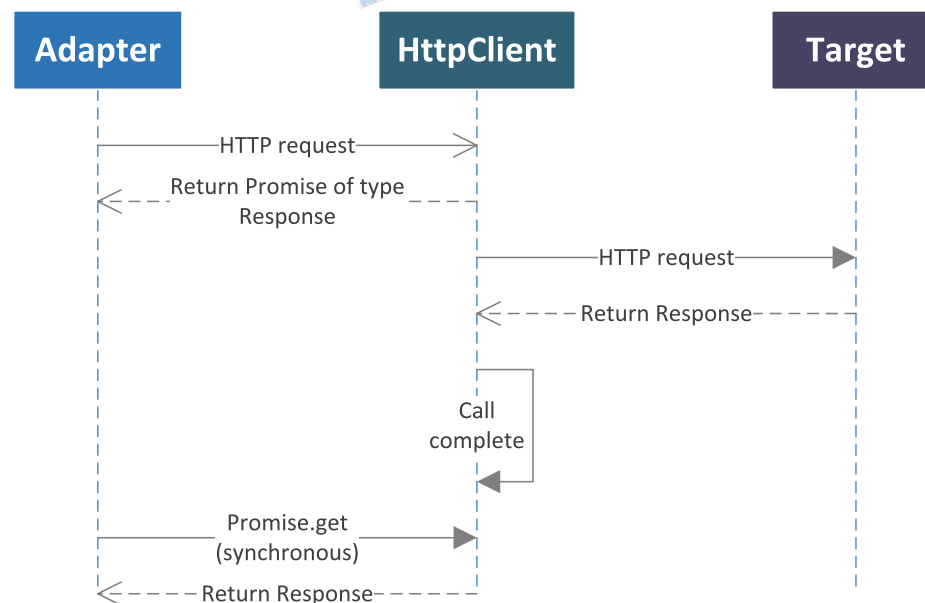 Adapter
HttpClient
Target
HTTP request
Return Promise of type
Response
HTTP request
Return Response
Call
complete
Promise.get
(synchronous)
Return Response